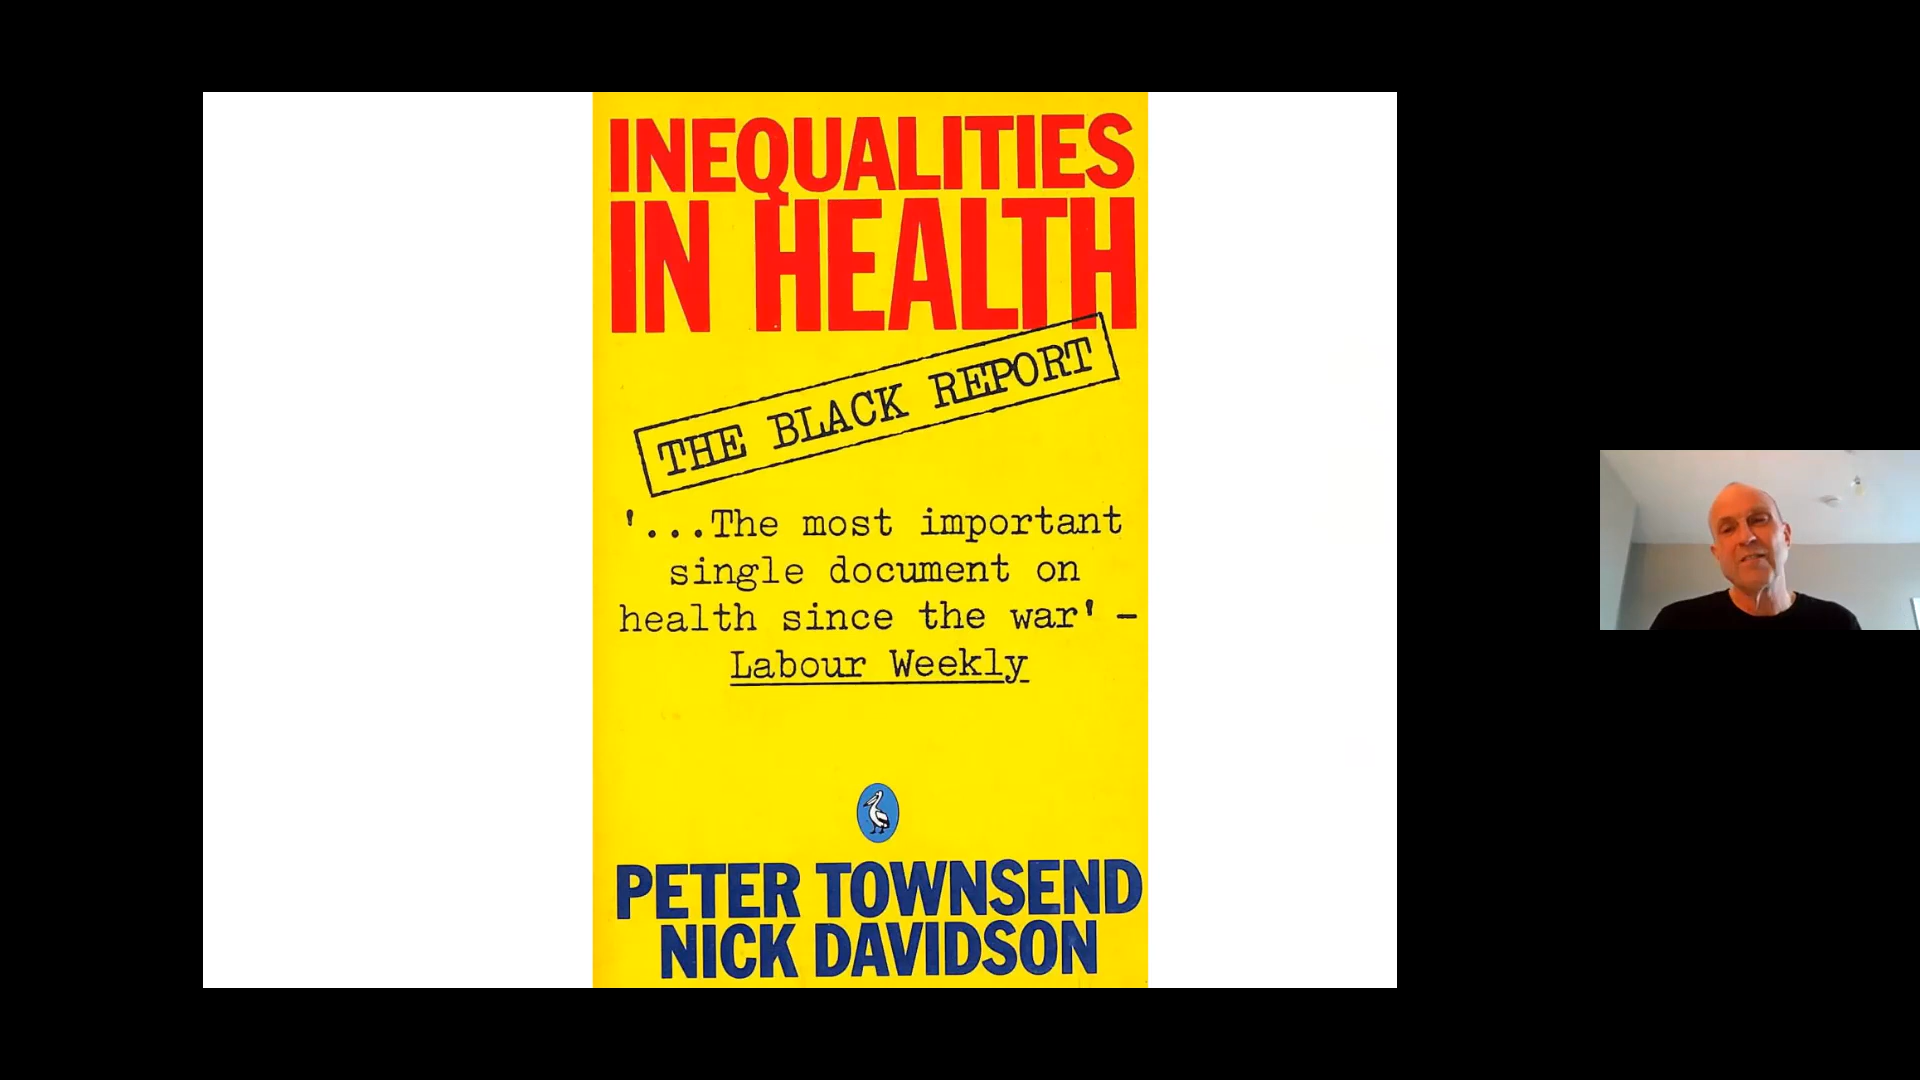 INEQUALITIES
IN HEALTH
THE BLACK REPORT
'...The most important
single document on
health since the war' –
Labour Weekly
PETER TOWNSEND
NICK DAVIDSON